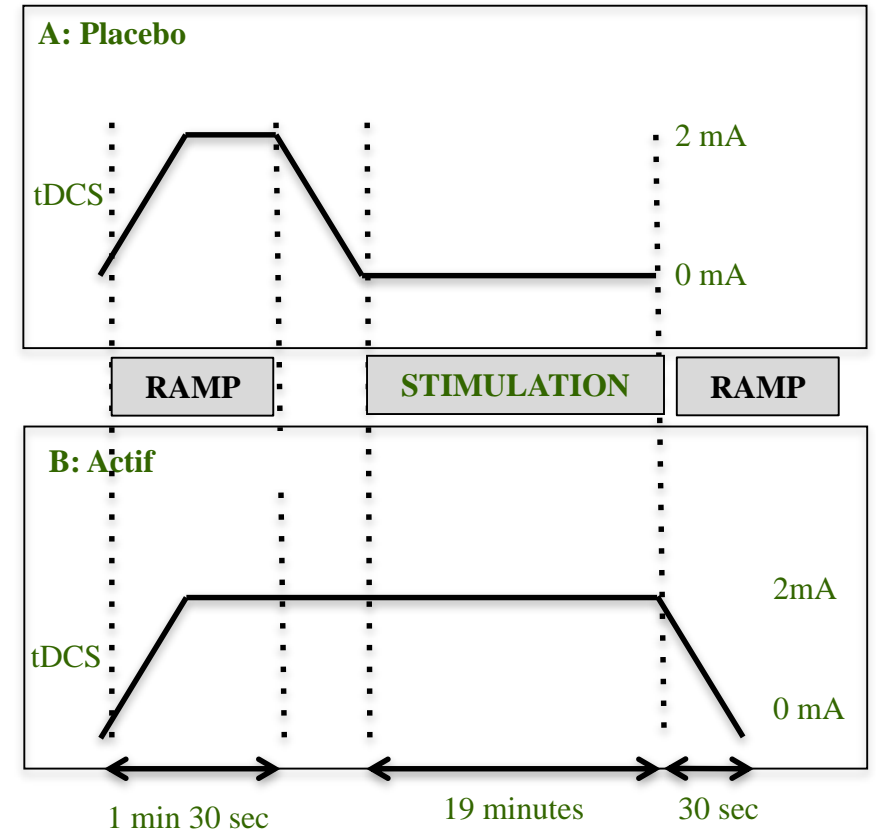 A: Placebo
2 mA
tDCS
0 mA
RAMP STIMULATION RAMP
B: Actif
2mA
tDCS
0 mA
1 min 30 sec 19 minutes 30 sec